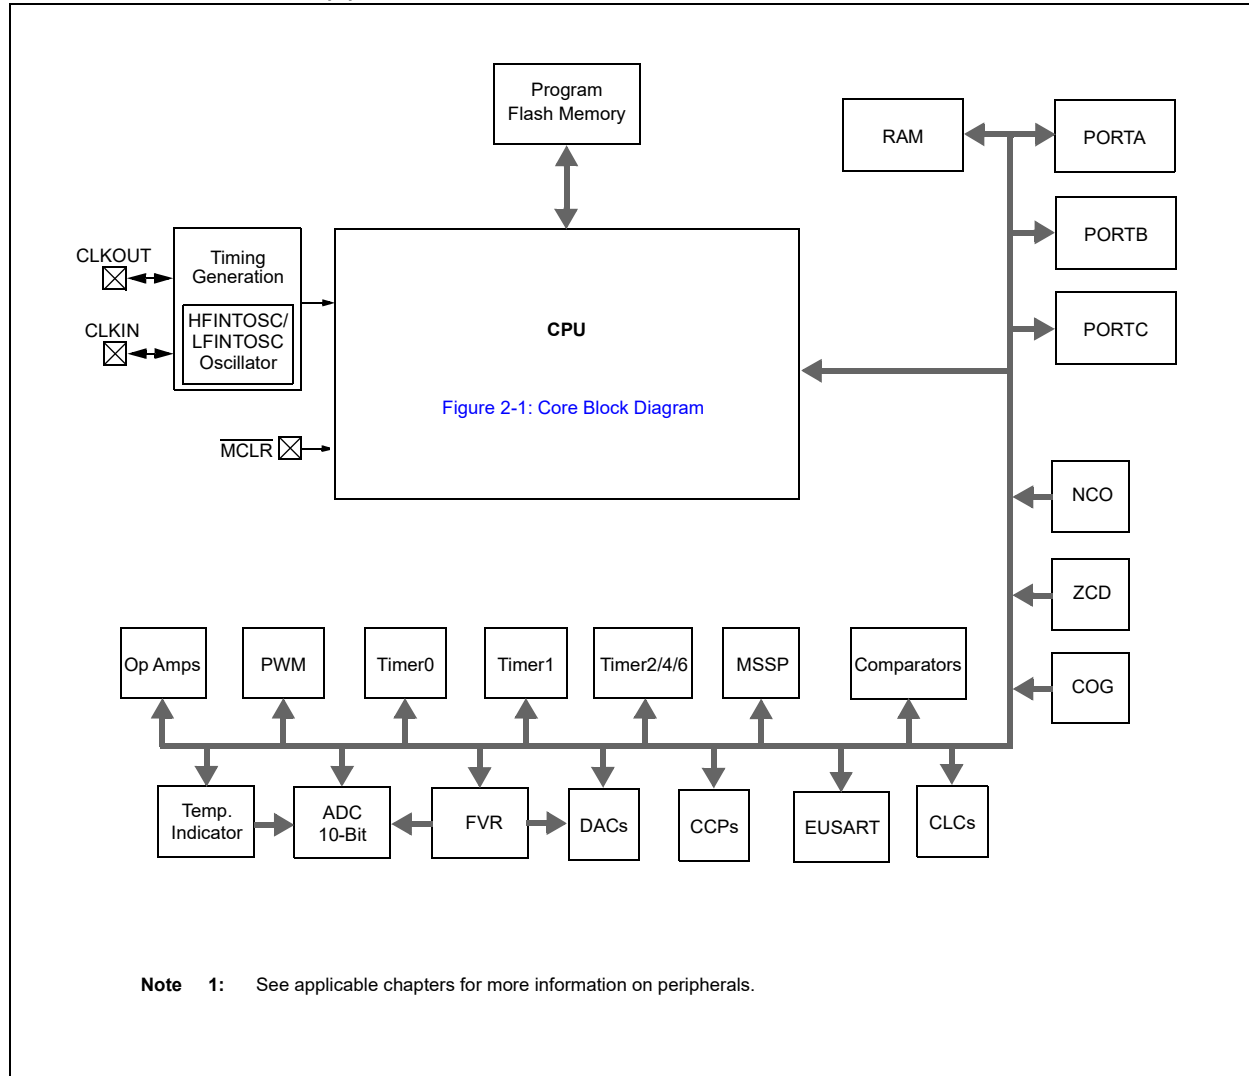 Program
Flash Memory
RAM
PORTA
CLKOUT
Timing
Generation
PORTB
CLKIN
HFINTOSC/
LFINTOSC
Oscillator
CPU
PORTC
Figure 2-1: Core Block Diagram
MCLR
NCO
ZCD
Op Amps
PWM
Timer0
Timer1
Timer2/4/6
MSSP
Comparators
COG
Temp.
Indicator
ADC
10-Bit
FVR
DACs
CCPs
EUSART
CLCs
Note 1: See applicable chapters for more information on peripherals.